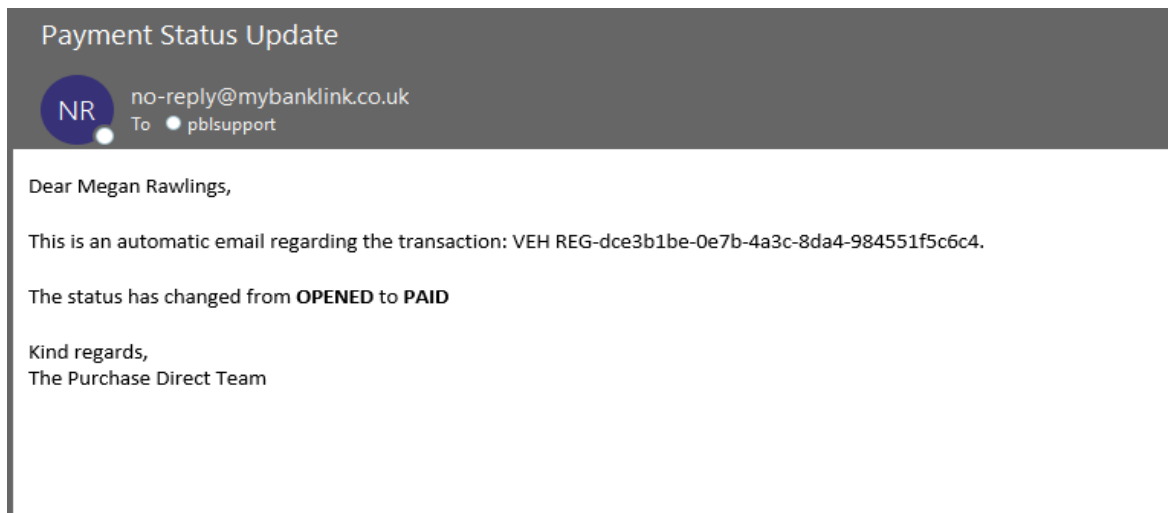 Payment Status Update
NR
no-reply@mybanklink.co.uk
To pblsupport
Dear Megan Rawlings,
This is an automatic email regarding the transaction: VEH REG-dce3b1be-0e7b-4a3c-8da4-984551f5c6c4.
The status has changed from OPENED to PAID
Kind regards,
The Purchase Direct Team